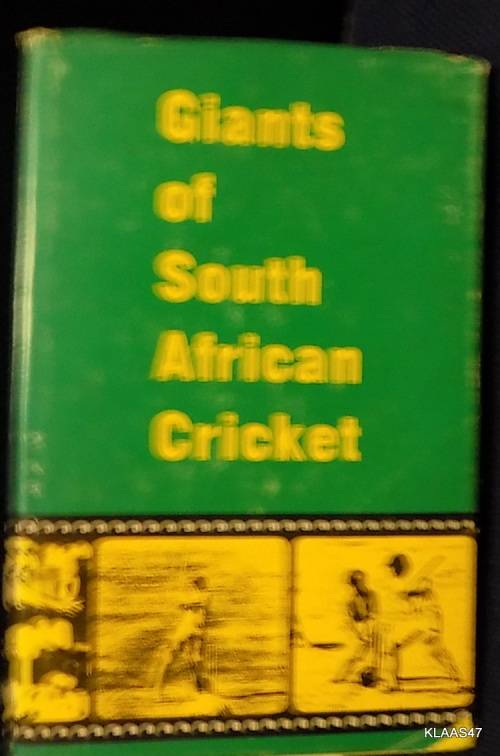 Giants
of
South
African
Cricket
KLAAS47